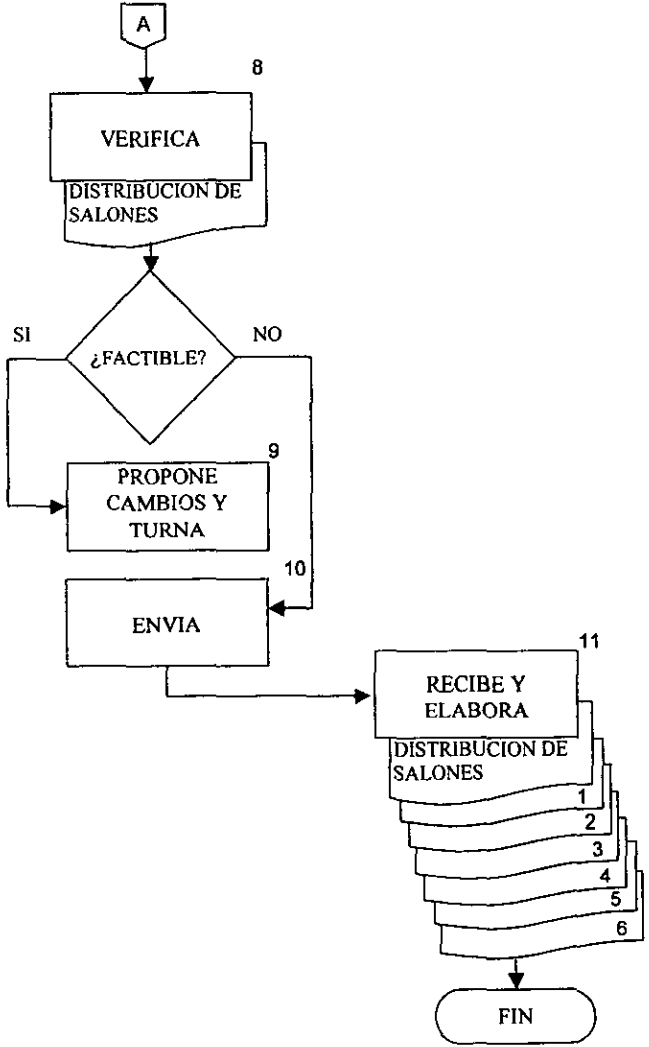 A
8
VERIFICA
DISTRIBUCION DE
SALONES
SI
¿FACTIBLE?
NO
9
PROPONE
CAMBIOS Y
TURNA
10
ENVIA
11
RECIBE Y
ELABORA
DISTRIBUCION DE
SALONES
1
2
3
4
5
6
FIN